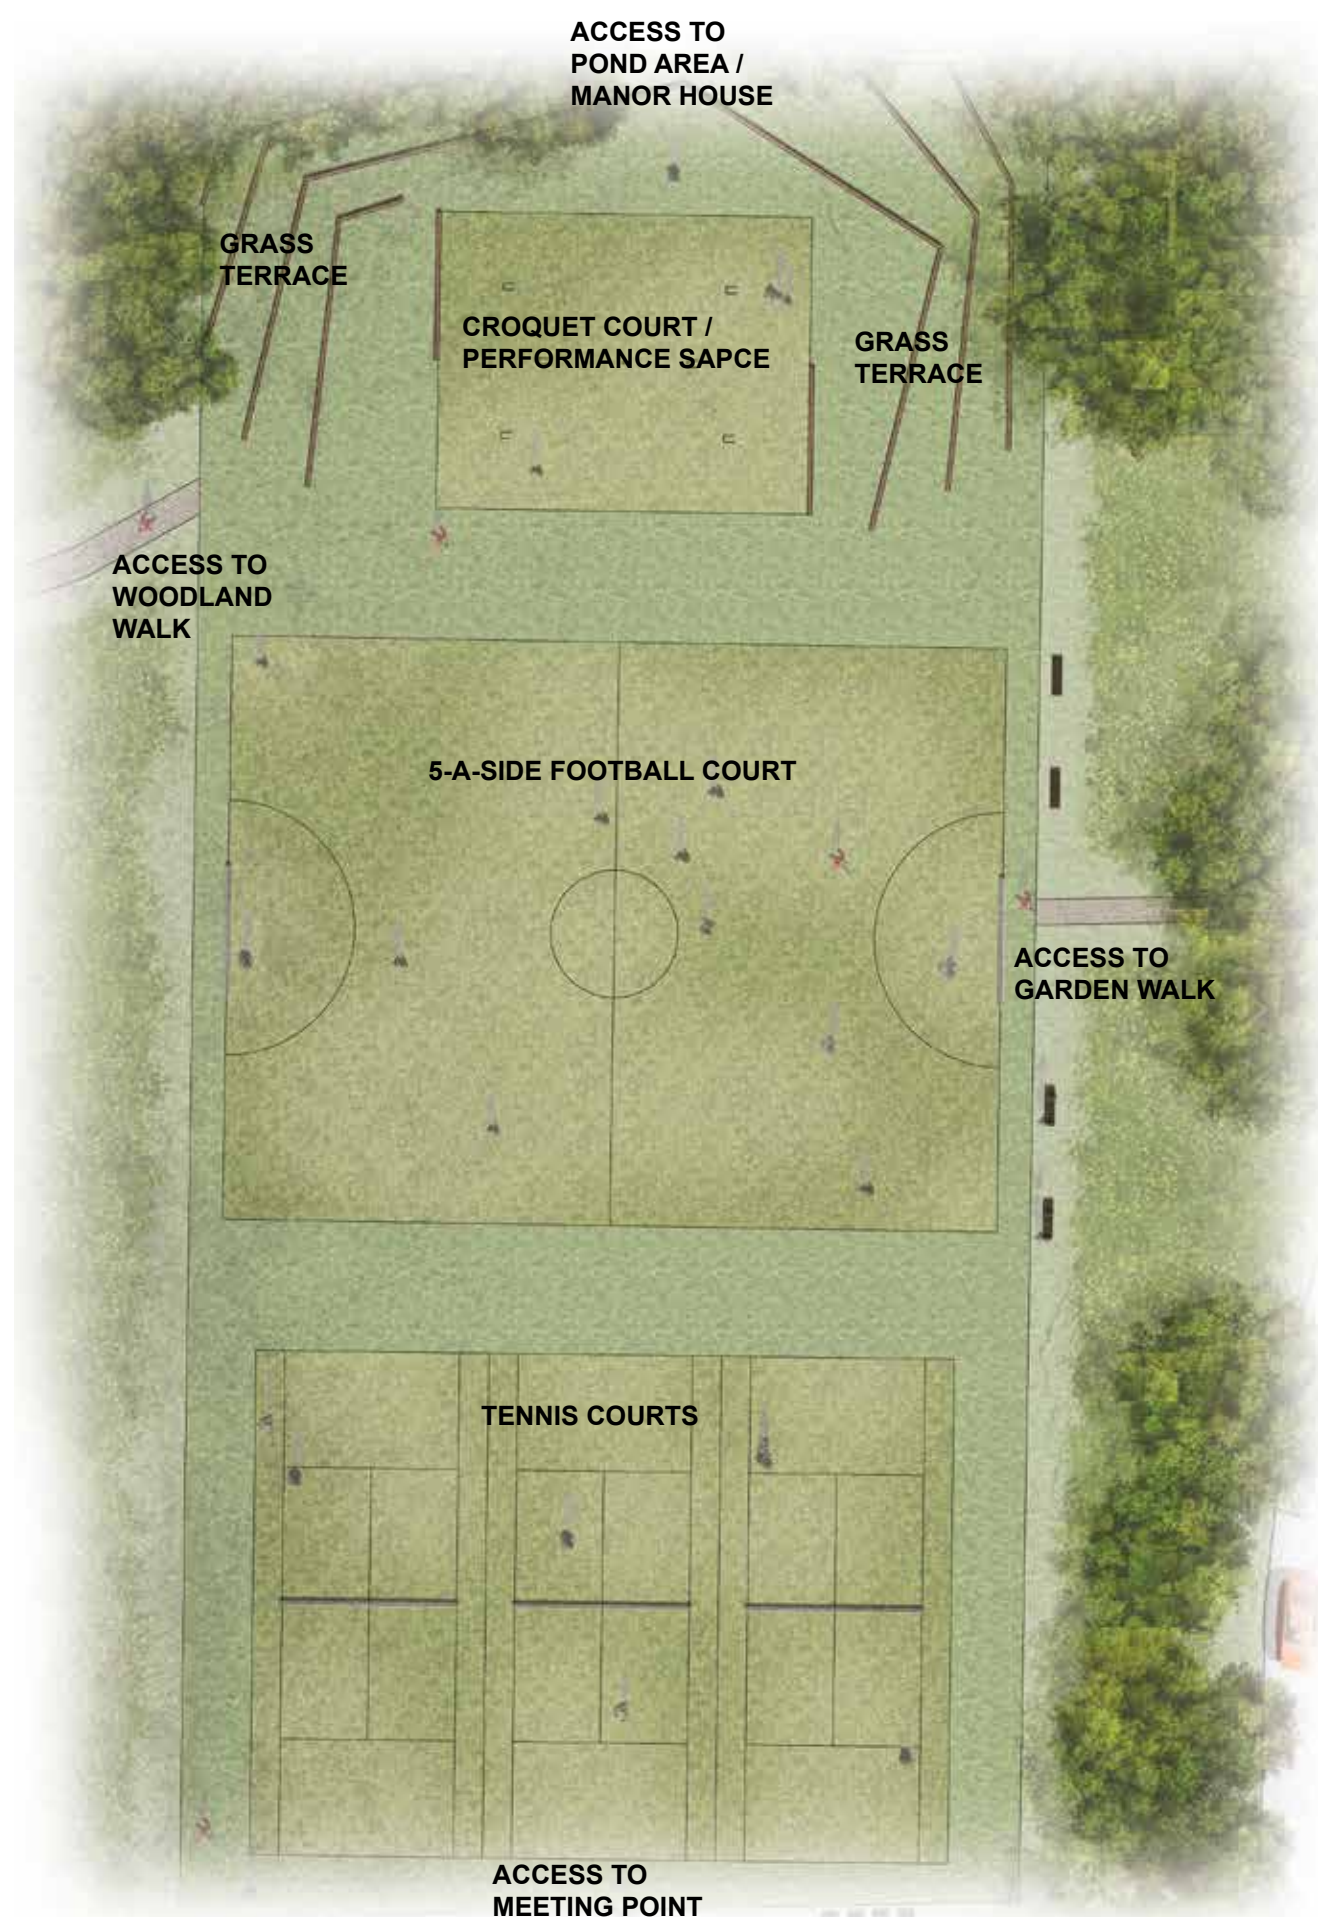 ACCESS TO
POND AREA /
MANOR HOUSE
GRASS
TERRACE
CROQUET COURT /
PERFORMANCE SAPCE
GRASS
TERRACE
ACCESS TO
WOODLAND
WALK
5-A-SIDE FOOTBALL COURT
ACCESS TO
GARDEN WALK
TENNIS COURTS
ACCESS TO
MEETING POINT